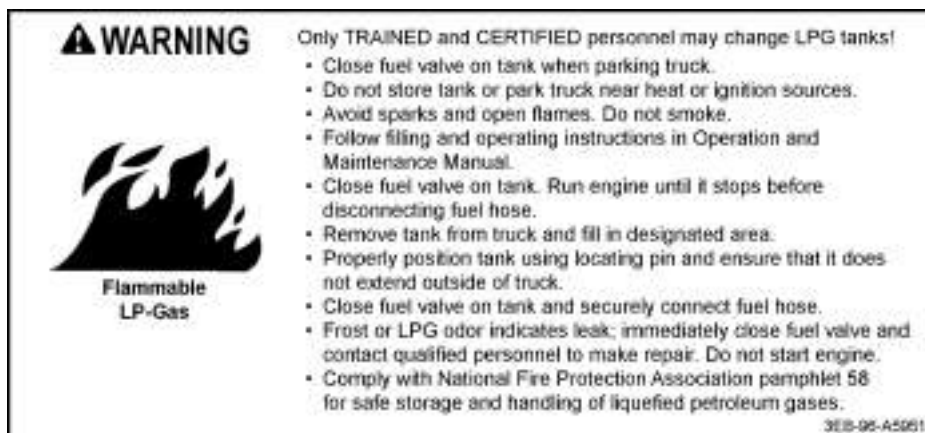 WARNING
Only TRAINED and CERTIFIED personnel may change LPG tanks!
• Close fuel valve on tank when parking truck.
• Do not store tank or park truck near heat or ignition sources.
• Avoid sparks and open flames. Do not smoke.
• Follow filling and operating instructions in Operation and
Maintenance Manual.
• Close fuel valve on tank. Run engine until it stops before
disconnecting fuel hose.
• Remove tank from truck and fill in designated area.
• Properly position tank using locating pin and ensure that it does
not extend outside of truck.
• Close fuel valve on tank and securely connect fuel hose.
• Frost or LPG odor indicates leak; immediately close fuel valve and
contact qualified personnel to make repair. Do not start engine.
• Comply with National Fire Protection Association pamphlet 58
for safe storage and handling of liquefied petroleum gases.
Flammable
LP-Gas
3EB-96-A5951